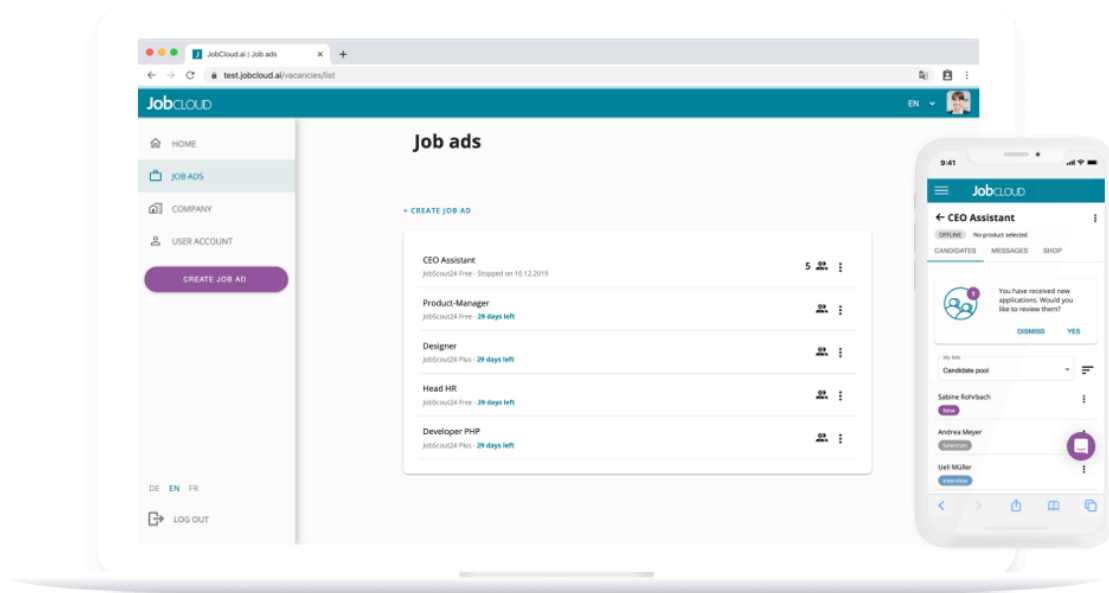 JobCloud.ai | Job ads
test.jobcloud.ai/vacancies/list
JobCLOUD
EN
HOME
JOB ADS
COMPANY
USER ACCOUNT
CREATE JOB AD
DE EN FR
LOG OUT
Job ads
+ CREATE JOB AD
CEO Assistant
JobScout24 Free - Stopped on 10.12.2019
5
Product-Manager
JobScout24 Free - 29 days left
Designer
JobScout24 Plus - 29 days left
Head HR
JobScout24 Free - 29 days left
Developer PHP
JobScout24 Plus - 29 days left
9:41
JobCLOUD
CEO Assistant
OFFLINE No product selected
CANDIDATES MESSAGES SHOP
1
You have received new
applications. Would you
like to review them?
DISMISS YES
My lists
Candidate pool
Sabine Rohrbach
New
Andrea Meyer
Selection
Ueli Müller
Interview